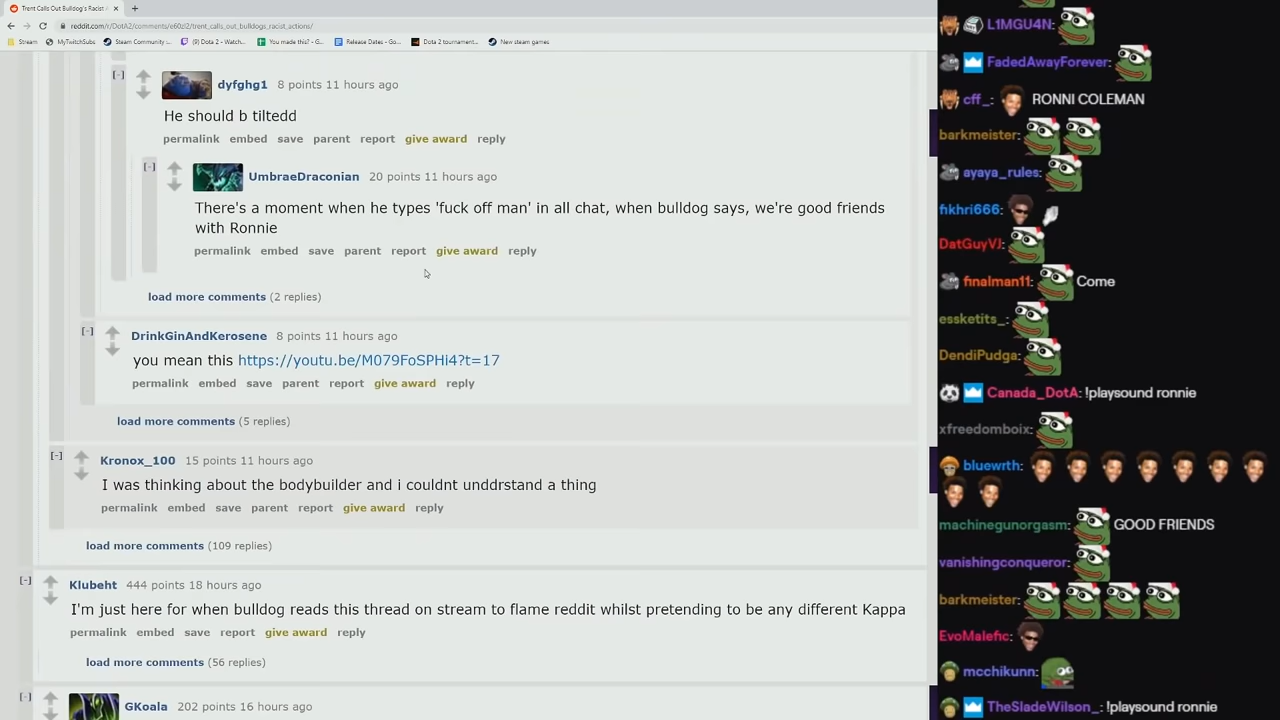 Trent Calls Out Bulldog's Racist
reddit.com/r/DotA2/comments/e60zl2/trent_calls_out_bulldogs_racist_actions/
Stream
MyTwitchSubs
Steam Community :...
(9) Dota 2 - Watch...
You made this? - G...
Release Dates - Go...
Dota 2 tournament...
New steam games
[-]
dyfghg1 8 points 11 hours ago
He should b tiltedd
permalink embed save parent report give award reply
[-]
UmbraeDraconian 20 points 11 hours ago
There's a moment when he types 'fuck off man' in all chat, when bulldog says, we're good friends
with Ronnie
permalink embed save parent report give award reply
load more comments (2 replies)
[-]
DrinkGinAndKerosene 8 points 11 hours ago
you mean this https://youtu.be/M079FoSPHi4?t=17
permalink embed save parent report give award reply
load more comments (5 replies)
[-]
Kronox_100 15 points 11 hours ago
I was thinking about the bodybuilder and i couldnt unddrstand a thing
permalink embed save parent report give award reply
load more comments (109 replies)
[-]
Klubeht 444 points 18 hours ago
I'm just here for when bulldog reads this thread on stream to flame reddit whilst pretending to be any different Kappa
permalink embed save report give award reply
load more comments (56 replies)
[-]
GKoala 202 points 16 hours ago
L1MGU4N:
FadedAwayForever:
cff_: RONNI COLEMAN
barkmeister:
ayaya_rules:
fikhri666:
DatGuyVJ:
finalman11: Come
essketits_:
DendiPudga:
Canada_DotA: !playsound ronnie
xfreedomboix:
bluewrth:
machinegunorgasm: GOOD FRIENDS
vanishingconqueror:
barkmeister:
EvoMalefic:
mcchikunn:
TheSladeWilson_: !playsound ronnie